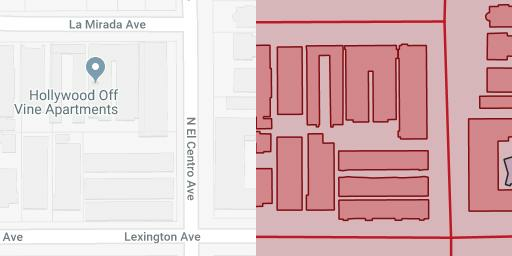 La Mirada Ave
Hollywood Off
Vine Apartments
N El Centro Ave
Ave
Lexington Ave